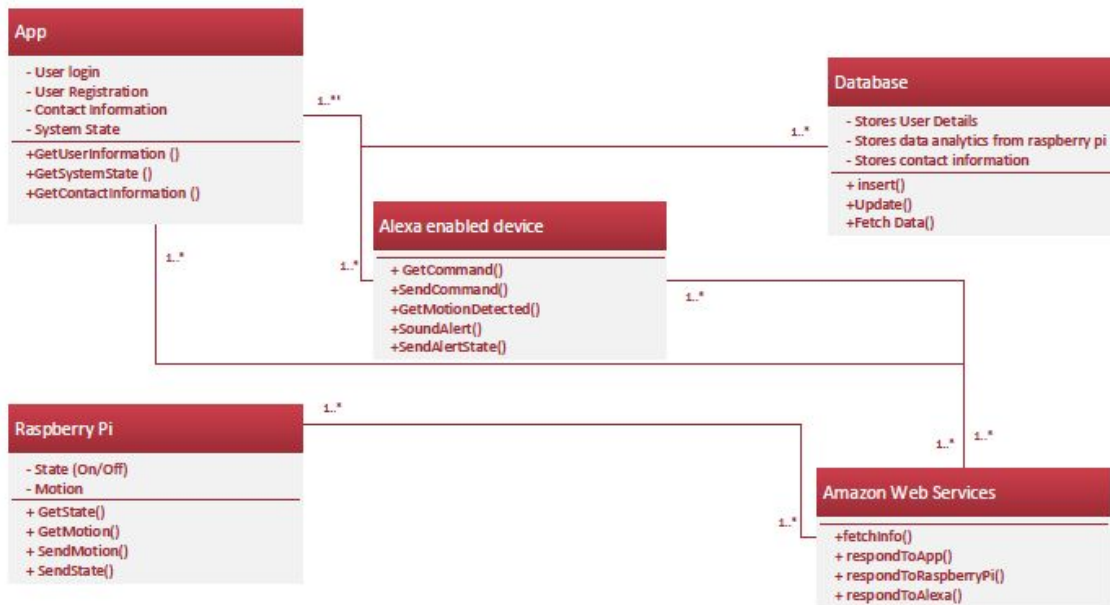 App
- User login
- User Registration
- Contact Information
- System State
+GetUserInformation ()
+GetSystemState ()
+GetContactInformation ()
1..*'
1..*
Database
- Stores User Details
- Stores data analytics from raspberry pi
- Stores contact information
+ insert()
+Update()
+Fetch Data()
Alexa enabled device
+ GetCommand()
+SendCommand()
+GetMotionDetected()
+SoundAlert()
+SendAlertState()
1..*
1..*
1..*
Raspberry Pi
- State (On/Off)
- Motion
+ GetState()
+ GetMotion()
+ SendMotion()
+ SendState()
1..*
1..*
1..*
1..*
Amazon Web Services
+fetchInfo()
+ respondToApp()
+ respondToRaspberryPi()
+ respondToAlexa()